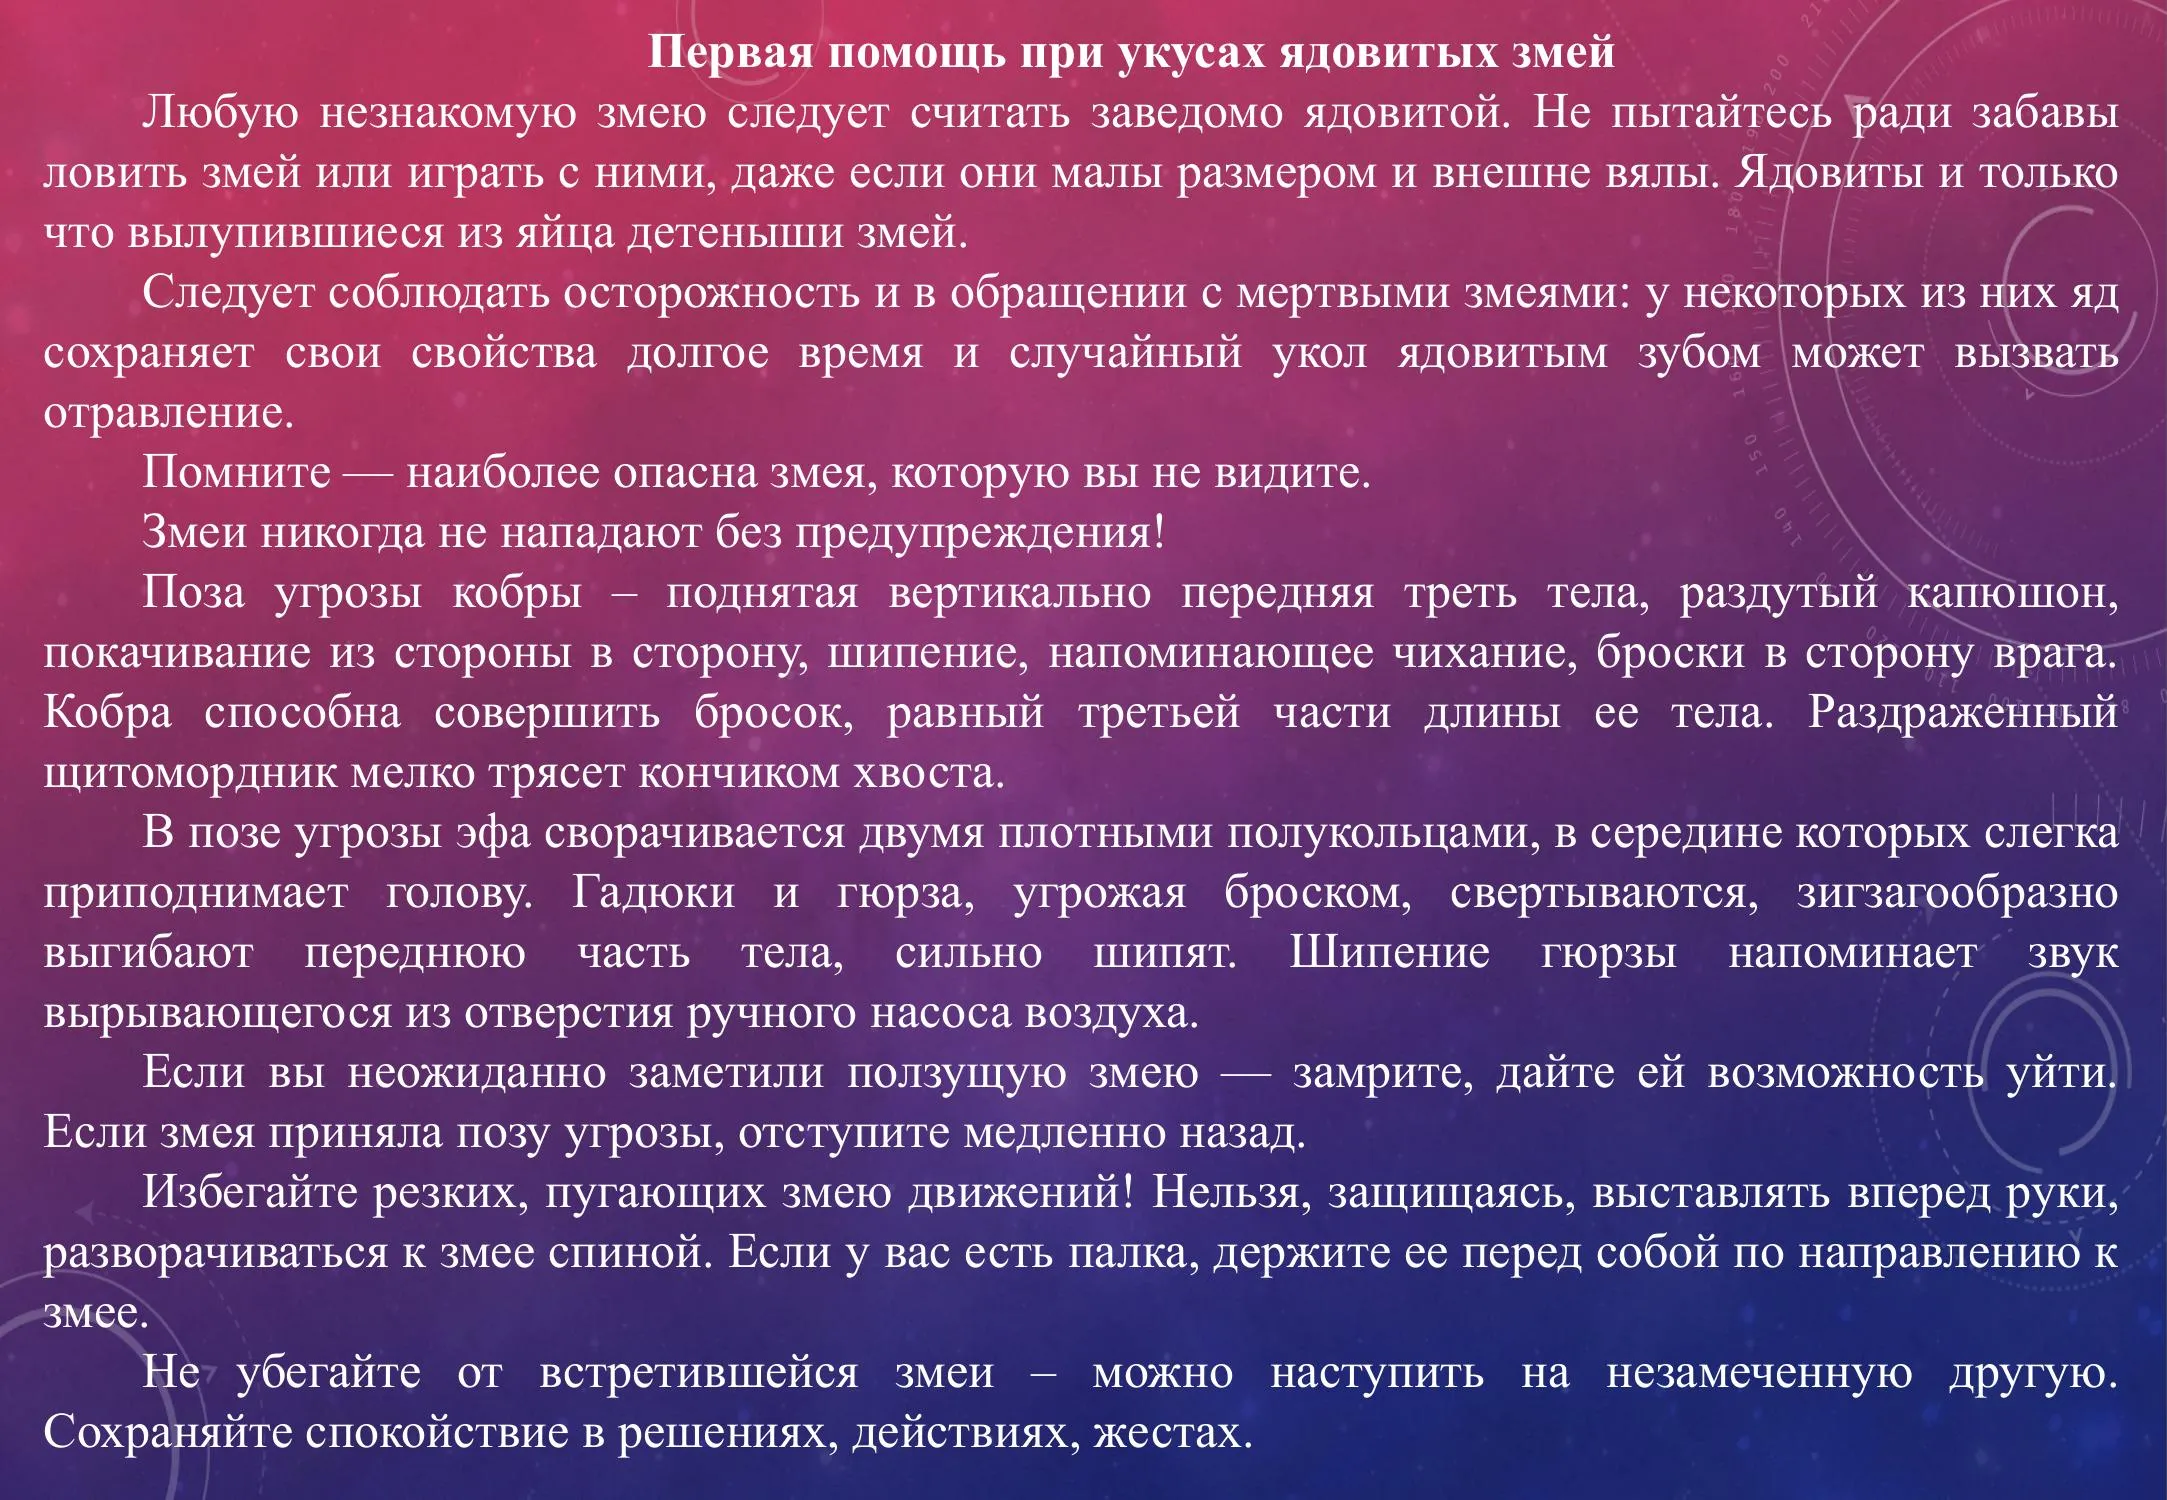 Первая помощь при укусах ядовитых змей
Любую незнакомую змею следует считать заведомо ядовитой. Не пытайтесь ради забавы
ловить змей или играть с ними, даже если они малы размером и внешне вялы. Ядовиты и только
что вылупившиеся из яйца детеныши змей.
Следует соблюдать осторожность и в обращении с мертвыми змеями: у некоторых из них яд
сохраняет свои свойства долгое время и случайный укол ядовитым зубом может вызвать
отравление.
Помните — наиболее опасна змея, которую вы не видите.
Змеи никогда не нападают без предупреждения!
Поза угрозы кобры – поднятая вертикально передняя треть тела, раздутый капюшон,
покачивание из стороны в сторону, шипение, напоминающее чихание, броски в сторону врага.
Кобра способна совершить бросок, равный третьей части длины ее тела. Раздраженный
щитомордник мелко трясет кончиком хвоста.
В позе угрозы эфа сворачивается двумя плотными полукольцами, в середине которых слегка
приподнимает голову. Гадюки и гюрза, угрожая броском, свертываются, зигзагообразно
выгибают переднюю часть тела, сильно шипят. Шипение гюрзы напоминает звук
вырывающегося из отверстия ручного насоса воздуха.
Если вы неожиданно заметили ползущую змею — замрите, дайте ей возможность уйти.
Если змея приняла позу угрозы, отступите медленно назад.
Избегайте резких, пугающих змею движений! Нельзя, защищаясь, выставлять вперед руки,
разворачиваться к змее спиной. Если у вас есть палка, держите ее перед собой по направлению к
змее.
Не убегайте от встретившейся змеи – можно наступить на незамеченную другую.
Сохраняйте спокойствие в решениях, действиях, жестах.